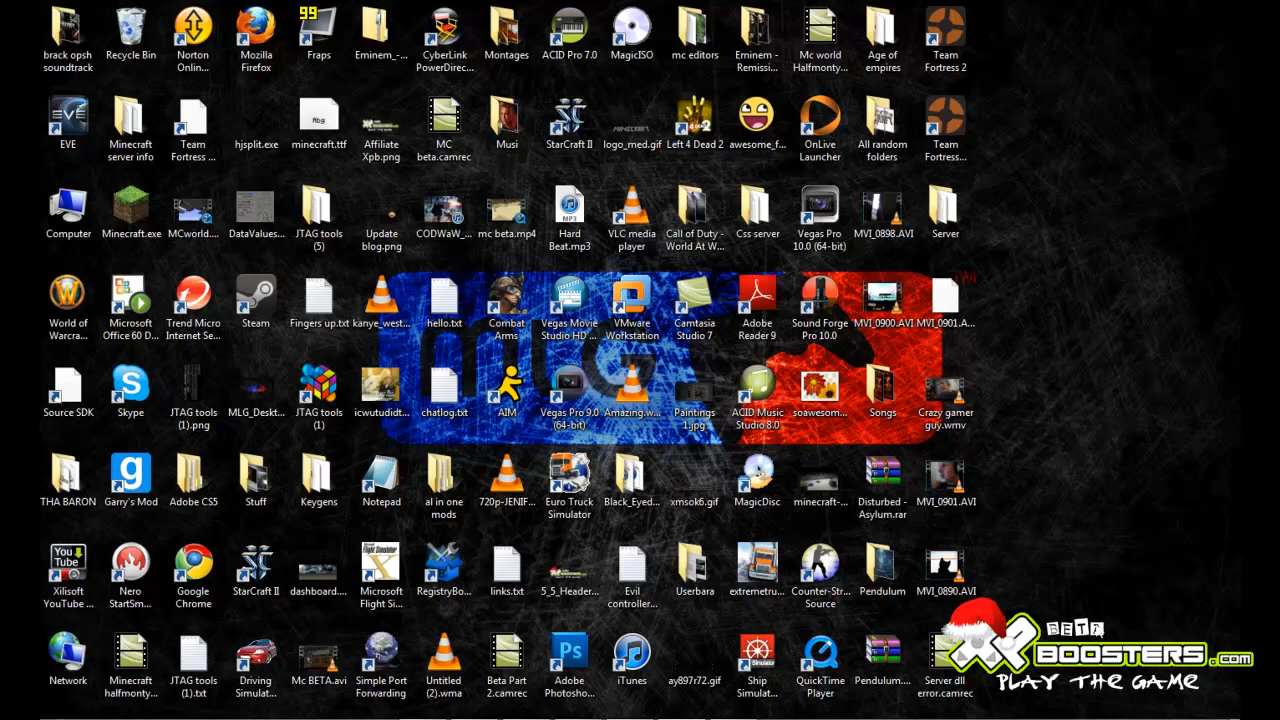 99
brack opsh soundtrack
Recycle Bin
Norton Online...
Mozilla Firefox
Fraps
Eminem_-...
CyberLink PowerDirec...
Montages
ACID Pro 7.0
MagicISO
mc editors
Eminem - Remissi...
Mc world Halfmonty...
Age of empires
Team Fortress 2
EVE
Minecraft server info
Team Fortress ...
hjsplit.exe
Abg
minecraft.ttf
Affiliate Xpb.png
MC beta.camrec
Musi
StarCraft II
MINECRAFT
logo_med.gif
Left 4 Dead 2
awesome_f...
OnLive Launcher
All random folders
Team Fortress...
Computer
Minecraft.exe
MCworld....
DataValues...
JTAG tools (5)
Update blog.png
CODWaW_...
mc beta.mp4
MP3
Hard Beat.mp3
VLC media player
Call of Duty - World At W...
Css server
Vegas Pro 10.0 (64-bit)
MVI_0898.AVI
Server
World of Warcra...
Microsoft Office 60 D...
Trend Micro Internet Se...
Steam
Fingers up.txt
kanye_west...
hello.txt
Combat Arms
Vegas Movie Studio HD ...
VMware Workstation
Camtasia Studio 7
Adobe Reader 9
Sound Forge Pro 10.0
MVI_0900.AVI
MVI_0901.A...
Source SDK
Skype
JTAG tools (1).png
MLG_Deskt...
JTAG tools (1)
icwutudidt...
chatlog.txt
AIM
Vegas Pro 9.0 (64-bit)
Amazing.w...
Paintings 1.jpg
ACID Music Studio 8.0
soawesom...
Songs
Crazy gamer guy.wmv
THA BARON
Garry's Mod
Adobe CS5
Stuff
Keygens
Notepad
al in one mods
720p-JENIF...
Euro Truck Simulator
Black_Eyed...
xmsok6.gif
MagicDisc
minecraft-...
Disturbed - Asylum.rar
MVI_0901.AVI
You Tube
Xilisoft YouTube ...
Nero StartSm...
Google Chrome
StarCraft II
dashboard....
Microsoft Flight Si...
RegistryBo...
links.txt
5_5_Header...
Evil controller...
Userbara
extremetru...
Counter-Str... Source
Pendulum
MVI_0890.AVI
Network
Minecraft halfmonty...
JTAG tools (1).txt
Driving Simulat...
Mc BETA.avi
Simple Port Forwarding
Untitled (2).wma
Beta Part 2.camrec
Ps
Adobe Photosho...
iTunes
ay897r72.gif
Ship Simulat...
QuickTime Player
Pendulum....
Server dll error.camrec
BETA
BOOSTERS.com
PLAY THE GAME